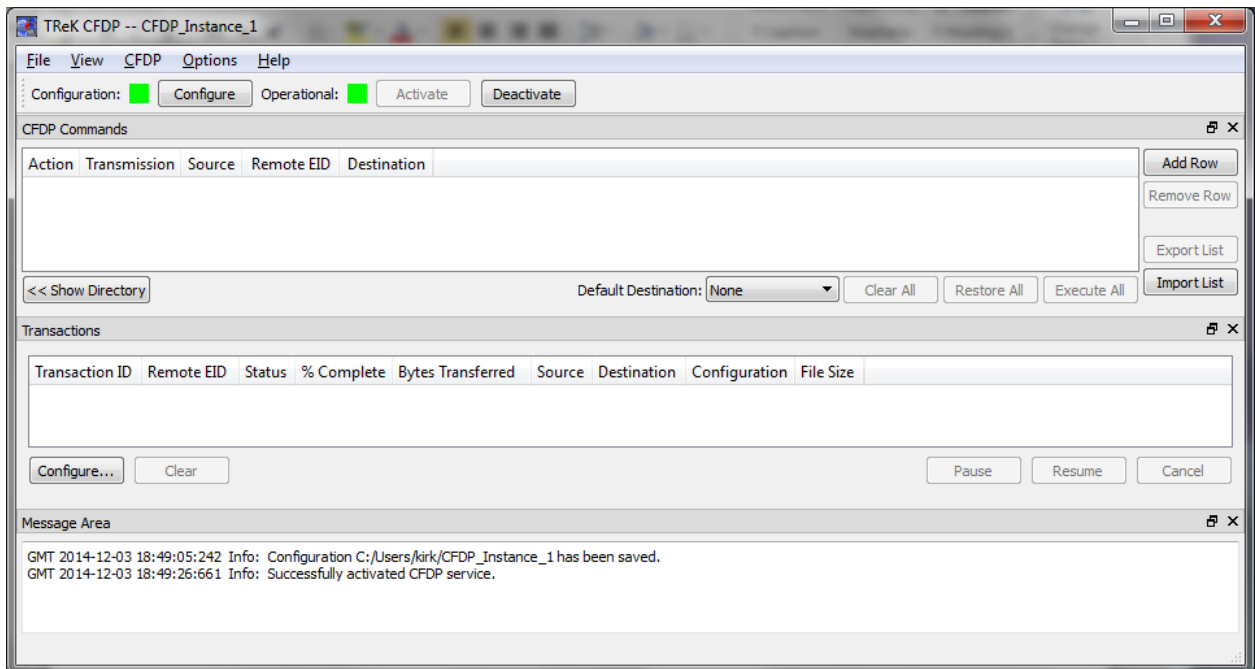 TReK CFDP -- CFDP_Instance_1
File View CFDP Options Help
Configuration: Configure Operational: Activate Deactivate
CFDP Commands
Action Transmission Source Remote EID Destination
Add Row
Remove Row
Export List
Import List
<< Show Directory Default Destination: None Clear All Restore All Execute All
Transactions
Transaction ID Remote EID Status % Complete Bytes Transferred Source Destination Configuration File Size
Configure... Clear Pause Resume Cancel
Message Area
GMT 2014-12-03 18:49:05:242 Info: Configuration C:/Users/kirk/CFDP_Instance_1 has been saved.
GMT 2014-12-03 18:49:26:661 Info: Successfully activated CFDP service.